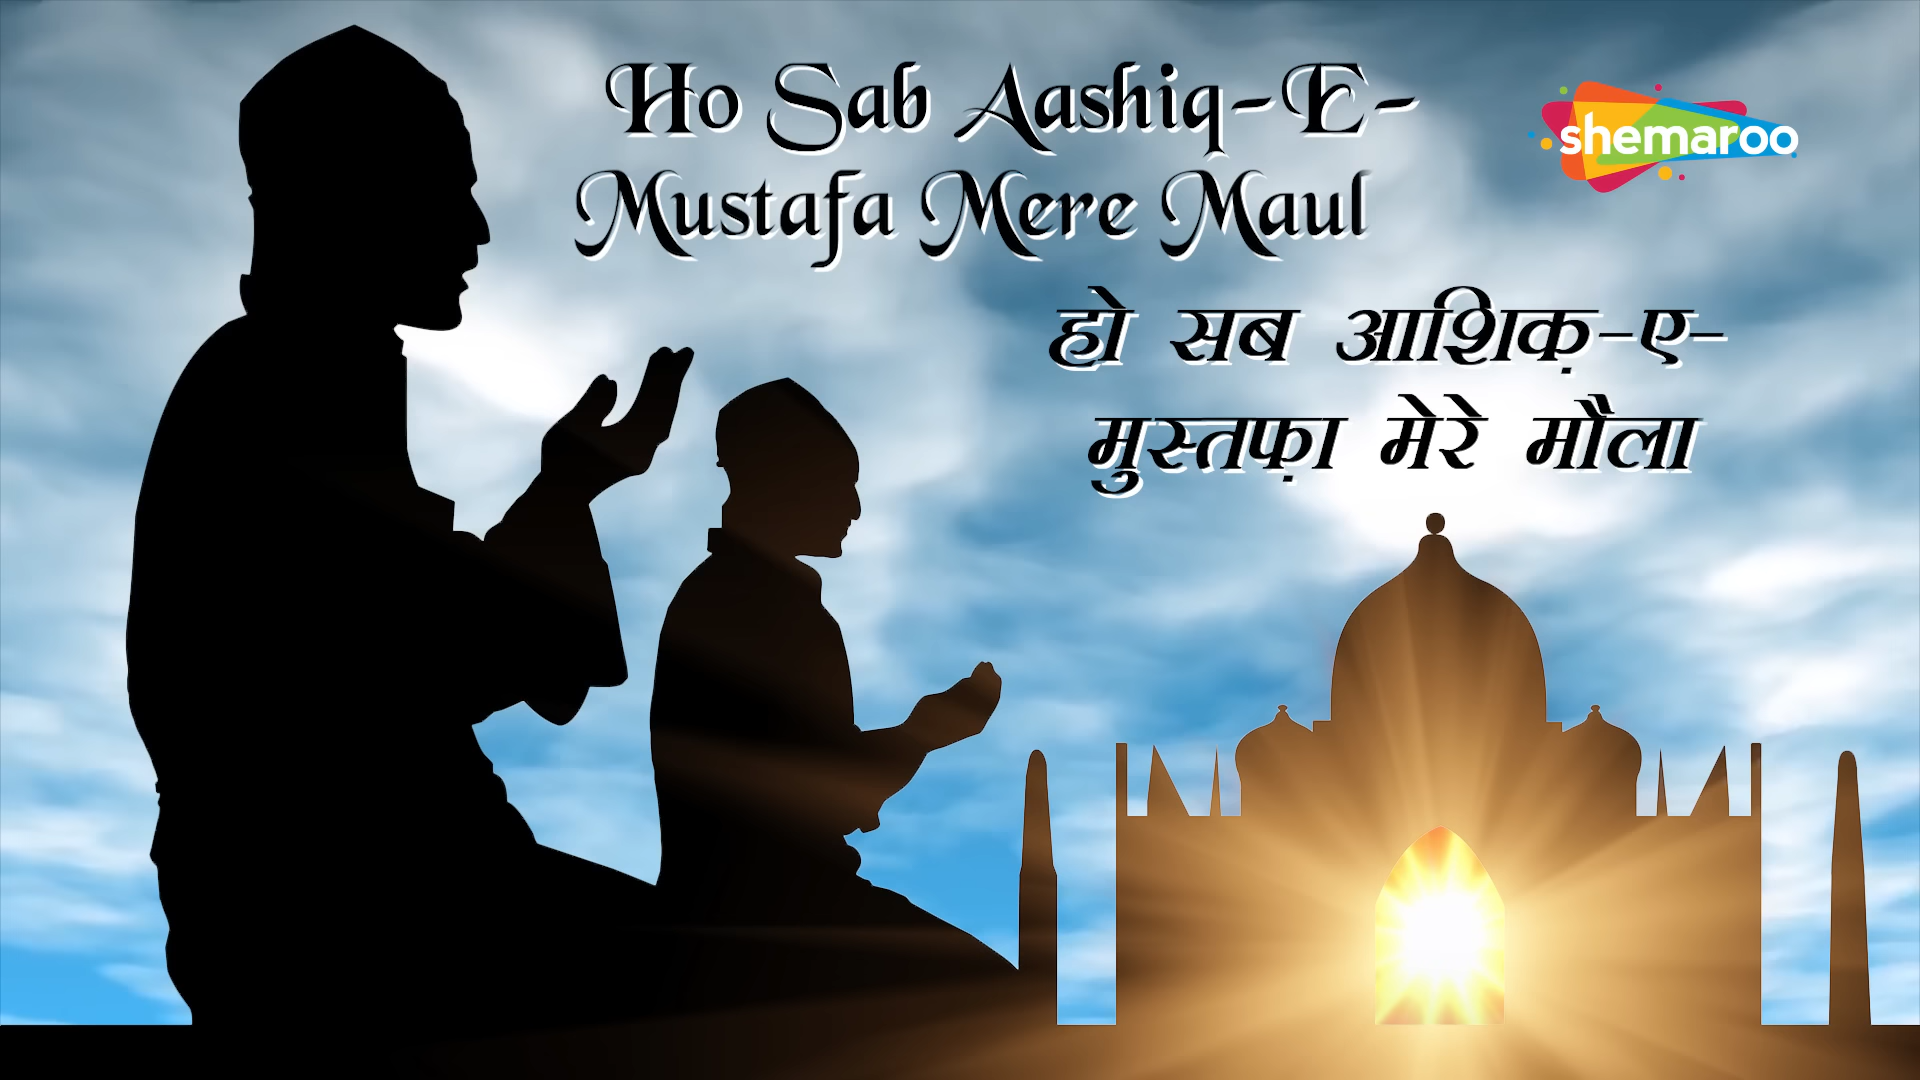 Ho Sab Aashiq-E-
Mustafa Mere Maul
shemaroo
हो सब आशिक़-ए-
मुस्तफ़ा मेरे मौला